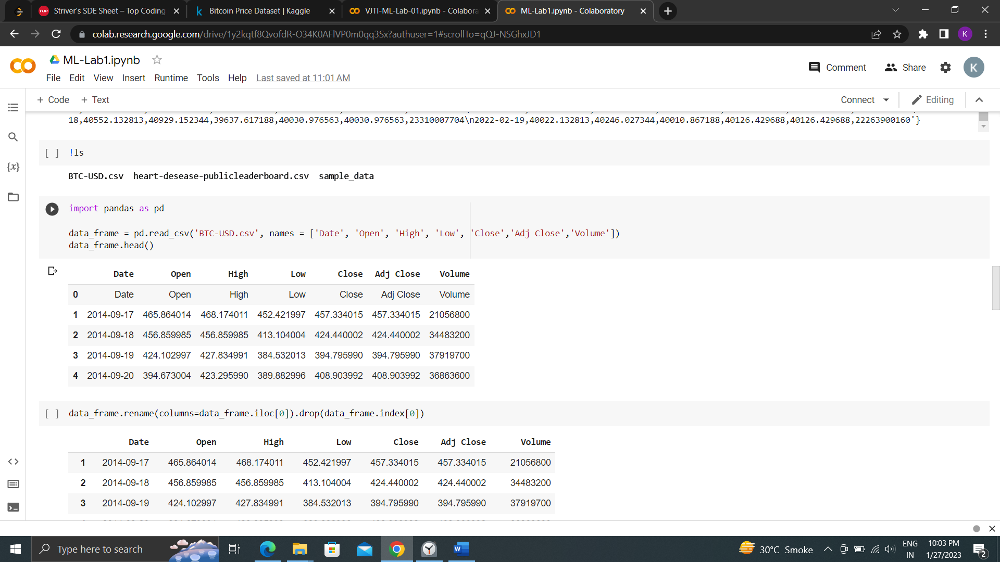 Striver's SDE Sheet – Top Coding
Bitcoin Price Dataset | Kaggle
VJTI-ML-Lab-01.ipynb - Colabora
ML-Lab1.ipynb - Colaboratory
colab.research.google.com/drive/1y2kqtf8QvofdR-O34K0AFlVP0m0qq3Sx?authuser=1#scrollTo=qQJ-NSGhxJD1
K
ML-Lab1.ipynb
Comment Share K
File Edit View Insert Runtime Tools Help Last saved at 11:01 AM
+ Code + Text Connect Editing
18,40552.132813,40929.152344,39637.617188,40030.976563,40030.976563,23310007704\n2022-02-19,40022.132813,40246.027344,40010.867188,40126.429688,40126.429688,22263900160'}
[ ] !ls
BTC-USD.csv heart-desease-publicleaderboard.csv sample_data
import pandas as pd
data_frame = pd.read_csv('BTC-USD.csv', names = ['Date', 'Open', 'High', 'Low', 'Close','Adj Close','Volume'])
data_frame.head()
Date Open High Low Close Adj Close Volume
0 Date Open High Low Close Adj Close Volume
1 2014-09-17 465.864014 468.174011 452.421997 457.334015 457.334015 21056800
2 2014-09-18 456.859985 456.859985 413.104004 424.440002 424.440002 34483200
3 2014-09-19 424.102997 427.834991 384.532013 394.795990 394.795990 37919700
4 2014-09-20 394.673004 423.295990 389.882996 408.903992 408.903992 36863600
[ ] data_frame.rename(columns=data_frame.iloc[0]).drop(data_frame.index[0])
Date Open High Low Close Adj Close Volume
1 2014-09-17 465.864014 468.174011 452.421997 457.334015 457.334015 21056800
2 2014-09-18 456.859985 456.859985 413.104004 424.440002 424.440002 34483200
3 2014-09-19 424.102997 427.834991 384.532013 394.795990 394.795990 37919700
Type here to search
30°C Smoke
ENG
IN
10:03 PM
1/27/2023
2